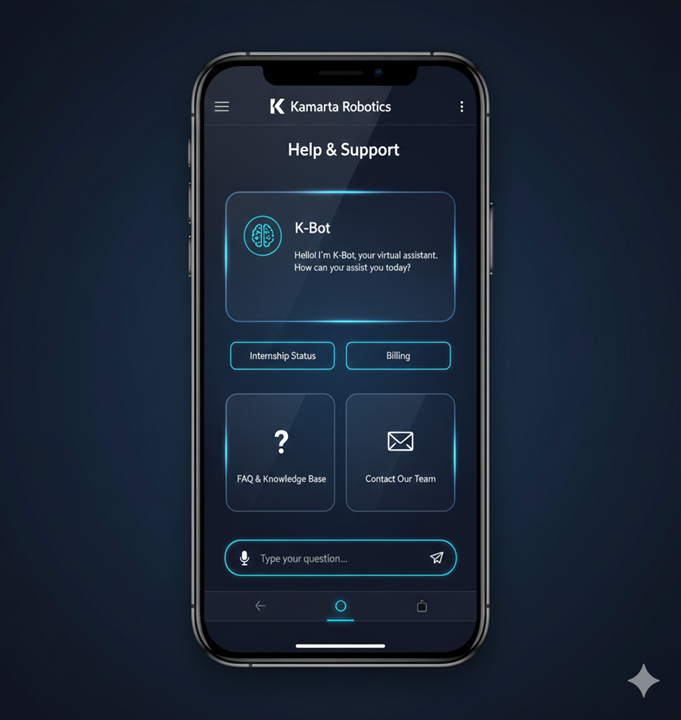 Kamarta Robotics
Help & Support
K-Bot
Hello! I'm K-Bot, your virtual assistant.
How can your assist you today?
Internship Status
Billing
?
FAQ & Knowledge Base
Contact Our Team
Type your question...